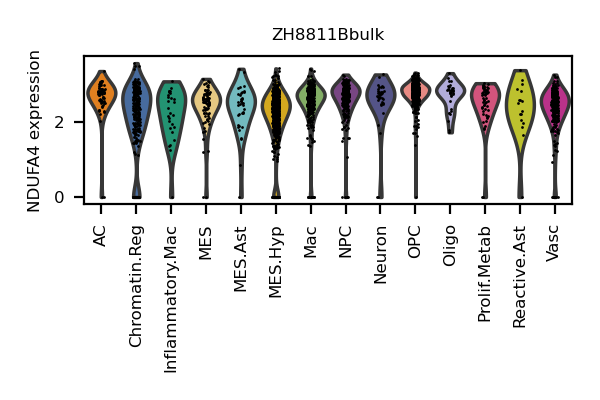 ZH8811Bbulk
NDUFA4 expression
2
0
AC
Chromatin.Reg
Inflammatory.Mac
MES
MES.Ast
MES.Hyp
Mac
NPC
Neuron
OPC
Oligo
Prolif.Metab
Reactive.Ast
Vasc